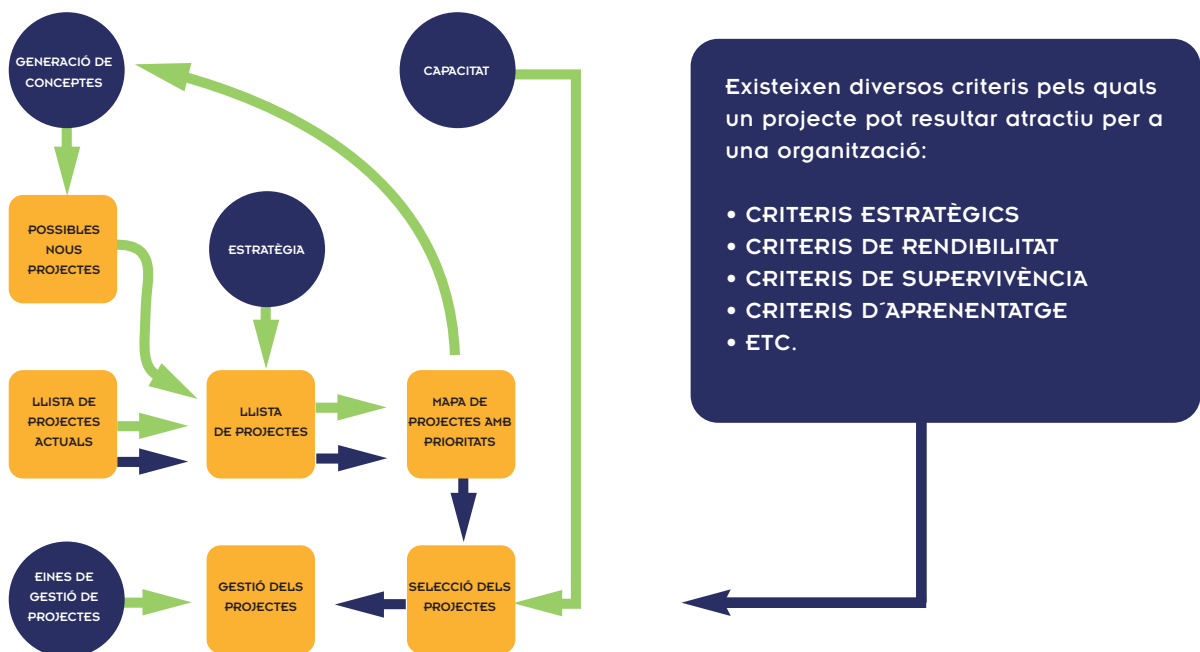 GENERACIÓ DE
CONCEPTES
CAPACITAT
POSSIBLES
NOUS
PROJECTES
ESTRATÈGIA
LLISTA DE
PROJECTES
ACTUALS
LLISTA
DE PROJECTES
MAPA DE
PROJECTES AMB
PRIORITATS
EINES DE
GESTIÓ DE
PROJECTES
GESTIÓ DELS
PROJECTES
SELECCIÓ DELS
PROJECTES
Existeixen diversos criteris pels quals
un projecte pot resultar atractiu per a
una organització:
• CRITERIS ESTRATÈGICS
• CRITERIS DE RENDIBILITAT
• CRITERIS DE SUPERVIVÈNCIA
• CRITERIS D´APRENENTATGE
• ETC.